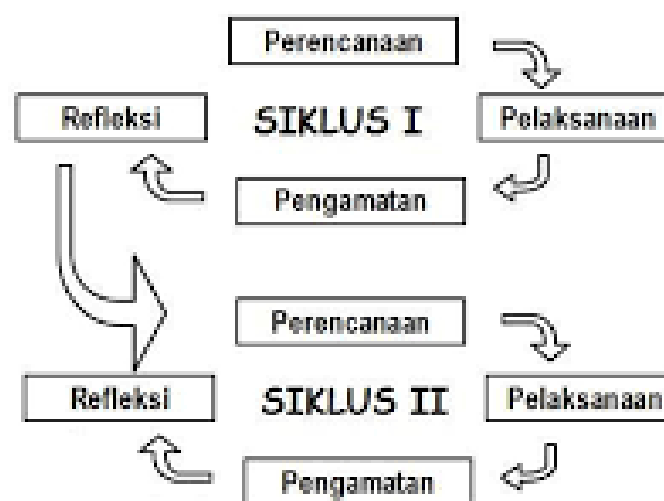 Perencanaan
Refleksi
SIKLUS I
Pelaksanaan
Pengamatan
Perencanaan
Refleksi
SIKLUS II
Pelaksanaan
Pengamatan